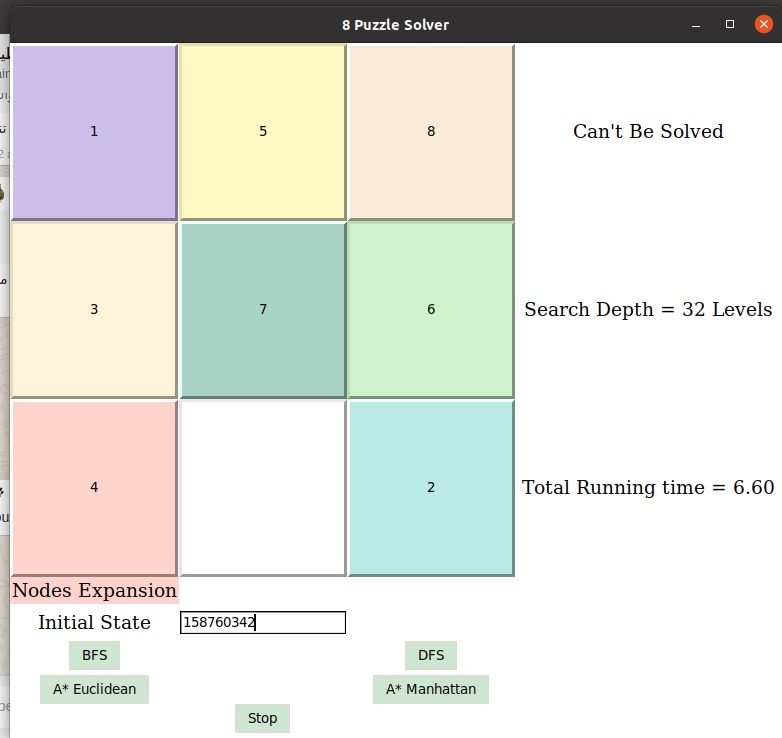 8 Puzzle Solver
1 5 8
Can't Be Solved
3 7 6
Search Depth = 32 Levels
4 2
Total Running time = 6.60
Nodes Expansion
Initial State 158760342
BFS DFS
A* Euclidean A* Manhattan
Stop